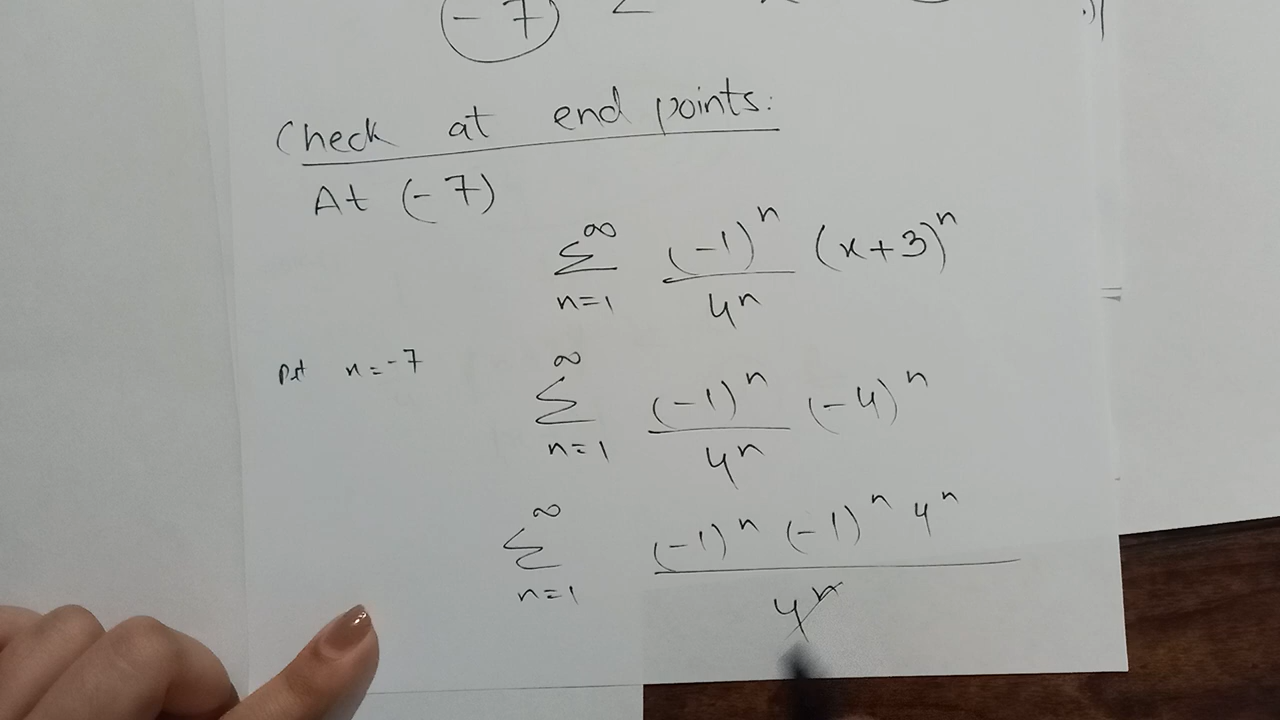 (-7)
Check at end points:
At (-7)
∞ ∑ n=1 (-1)^n / 4^n (x+3)^n
Put x=-7 ∞ ∑ n=1 (-1)^n / 4^n (-4)^n
∞ ∑ n=1 (-1)^n (-1)^n 4^n / 4^n